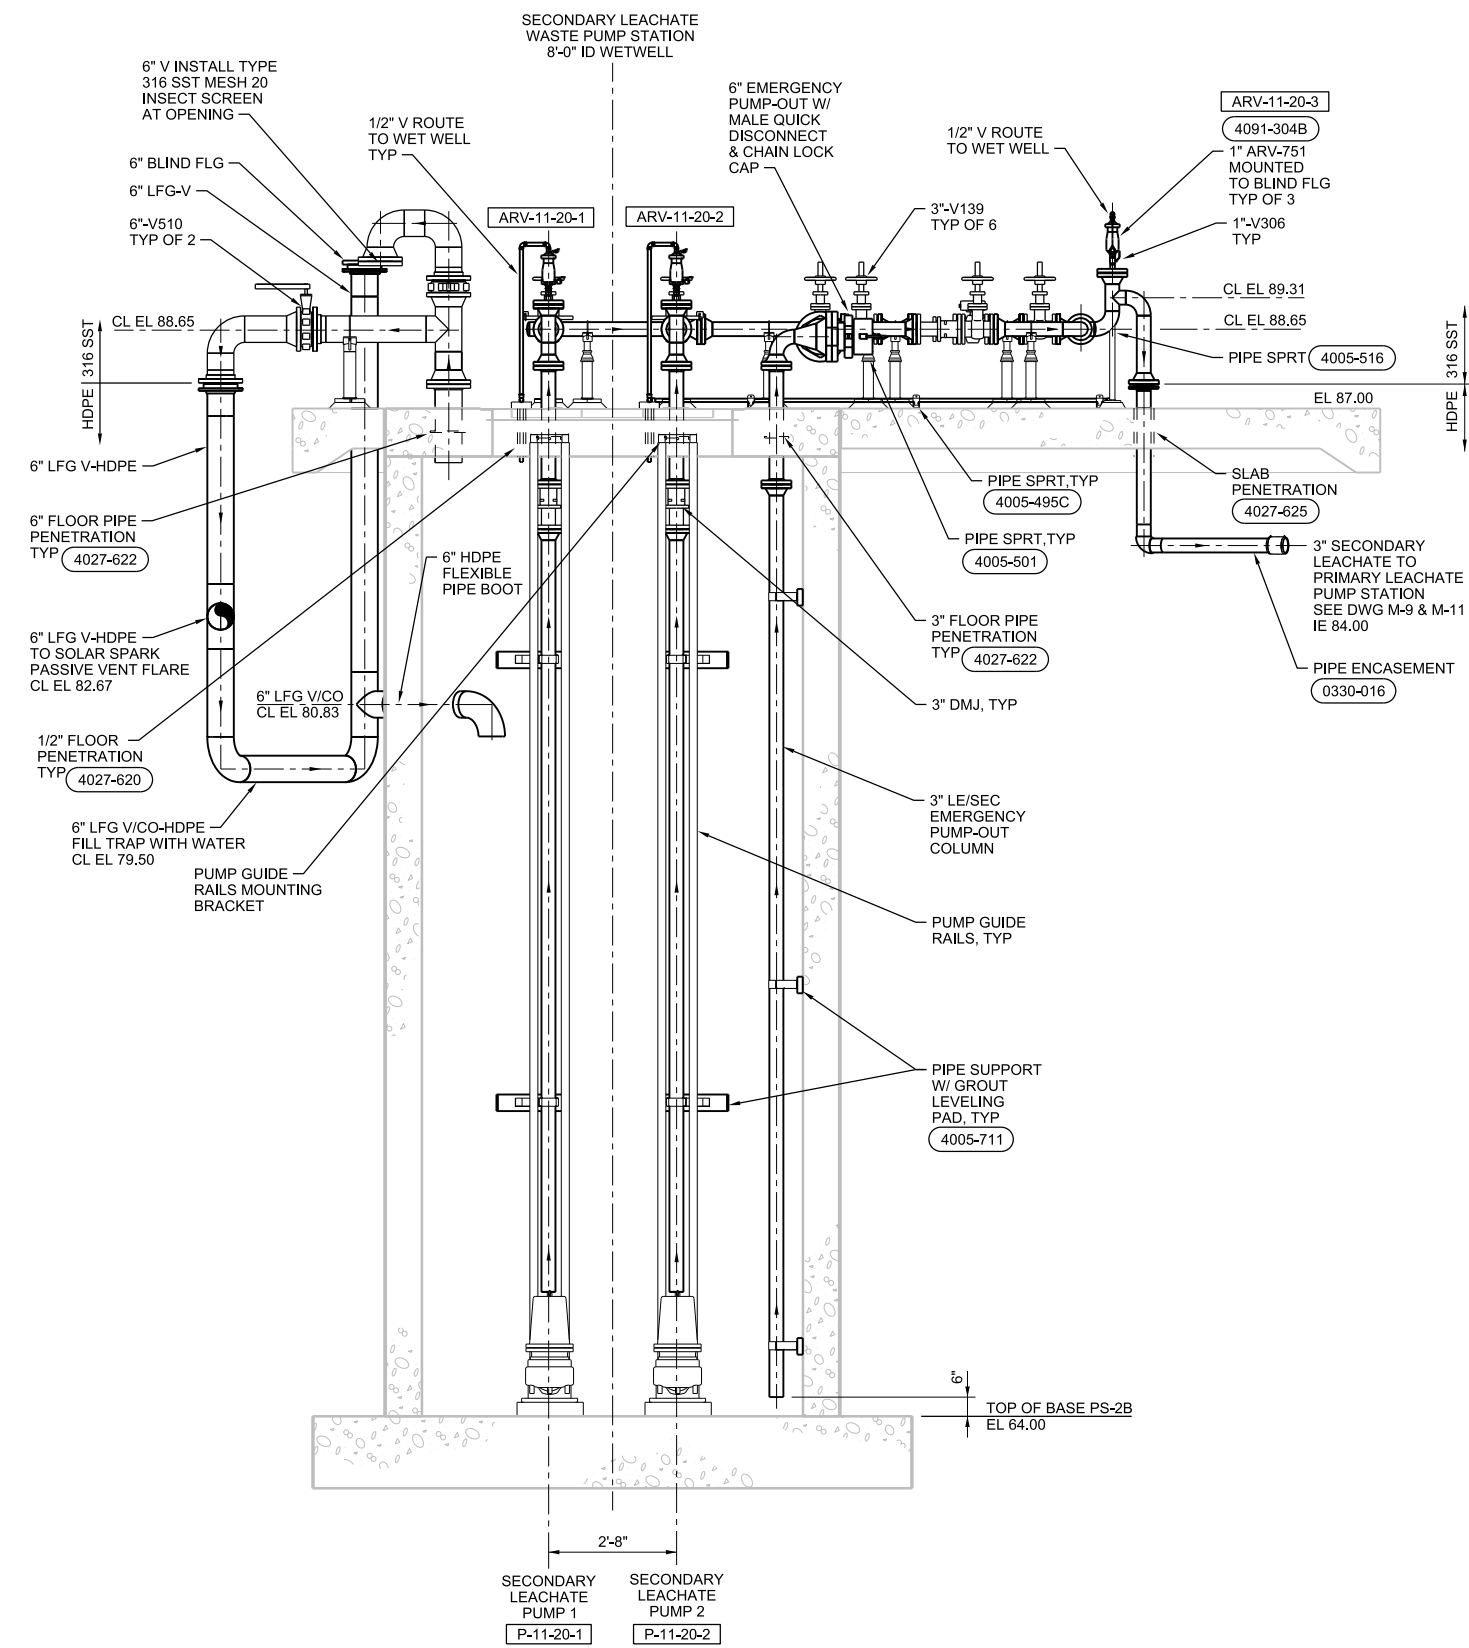 SECONDARY LEACHATE
WASTE PUMP STATION
8'-0" ID WETWELL
6" V INSTALL TYPE
316 SST MESH 20
INSECT SCREEN
AT OPENING
1/2" V ROUTE
TO WET WELL
TYP
6" EMERGENCY
PUMP-OUT W/
MALE QUICK
DISCONNECT
& CHAIN LOCK
CAP
1/2" V ROUTE
TO WET WELL
ARV-11-20-3
4091-304B
1" ARV-751
MOUNTED
TO BLIND FLG
TYP OF 3
1"-V306
TYP
6" BLIND FLG
6" LFG-V
6"-V510
TYP OF 2
ARV-11-20-1
ARV-11-20-2
3"-V139
TYP OF 6
CL EL 88.65
CL EL 89.31
CL EL 88.65
PIPE SPRT 4005-516
316 SST
HDPE
316 SST
HDPE
EL 87.00
6" LFG V-HDPE
6" FLOOR PIPE
PENETRATION
TYP 4027-622
6" HDPE
FLEXIBLE
PIPE BOOT
PIPE SPRT,TYP
4005-495C
PIPE SPRT,TYP
4005-501
SLAB
PENETRATION
4027-625
3" SECONDARY
LEACHATE TO
PRIMARY LEACHATE
PUMP STATION
SEE DWG M-9 & M-11
IE 84.00
PIPE ENCASEMENT
0330-016
3" FLOOR PIPE
PENETRATION
TYP 4027-622
6" LFG V-HDPE
TO SOLAR SPARK
PASSIVE VENT FLARE
CL EL 82.67
6" LFG V/CO
CL EL 80.83
3" DMJ, TYP
1/2" FLOOR
PENETRATION
TYP 4027-620
6" LFG V/CO-HDPE
FILL TRAP WITH WATER
CL EL 79.50
PUMP GUIDE
RAILS MOUNTING
BRACKET
3" LE/SEC
EMERGENCY
PUMP-OUT
COLUMN
PUMP GUIDE
RAILS, TYP
PIPE SUPPORT
W/ GROUT
LEVELING
PAD, TYP
4005-711
6"
TOP OF BASE PS-2B
EL 64.00
2'-8"
SECONDARY
LEACHATE
PUMP 1
P-11-20-1
SECONDARY
LEACHATE
PUMP 2
P-11-20-2